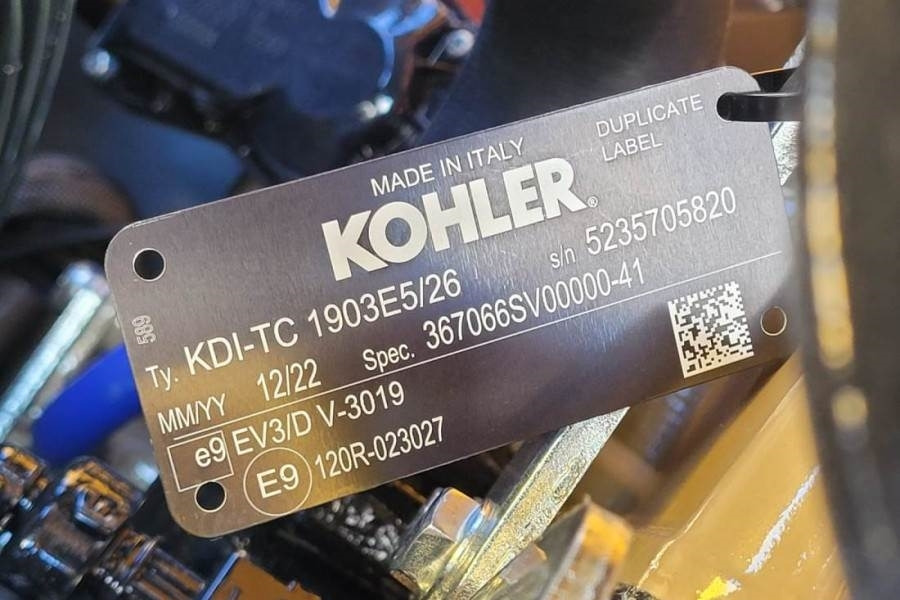 MADE IN ITALY
DUPLICATE
LABEL
KOHLER®
589
Ty. KDI-TC 1903E5/26 s/n 5235705820
MM/YY 12/22 Spec. 367066SV00000-41
e9 EV3/D V-3019
E9 120R-023027